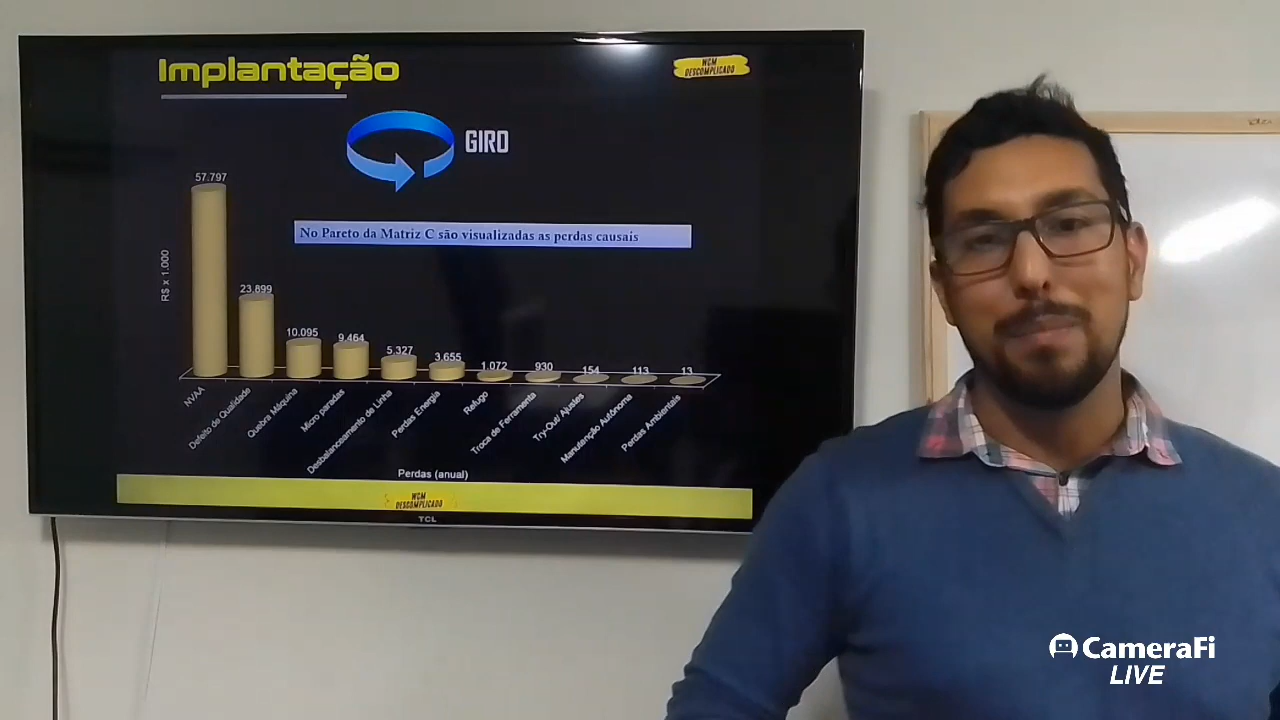 Implantação
WCM
DESCOMPLICADO
GIRO
No Pareto da Matriz C são visualizadas as perdas causais
R$ x 1.000
57.797
23.899
10.095
9.464
5.327
3.655
1.072
930
154
113
13
NVAA
Defeito de Qualidade
Quebra Máquina
Micro paradas
Desbalanceamento de Linha
Perdas Energia
Refugo
Troca de Ferramenta
Try-Out/ Ajustes
Manutenção Autônoma
Perdas Ambientais
Perdas (anual)
WCM
DESCOMPLICADO
TCL
CameraFi
LIVE